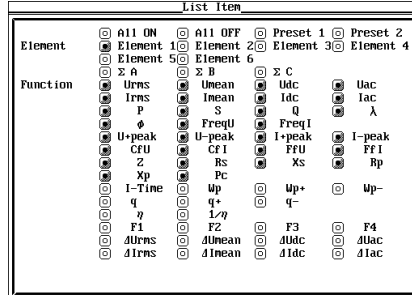 List Item
All ON All OFF Preset 1 Preset 2
Element Element 1 Element 2 Element 3 Element 4
Element 5 Element 6
Σ A Σ B Σ C
Function Urms Umean Udc Uac
Irms Imean Idc Iac
P S Q λ
ϕ FreqU FreqI
U+peak U-peak I+peak I-peak
CfU CfI FfU FfI
Z Rs Xs Rp
Xp Pc
I-Time Wp Wp+ Wp-
q q+ q-
η 1/η
F1 F2 F3 F4
ΔUrms ΔUmean ΔUdc ΔUac
ΔIrms ΔImean ΔIdc ΔIac